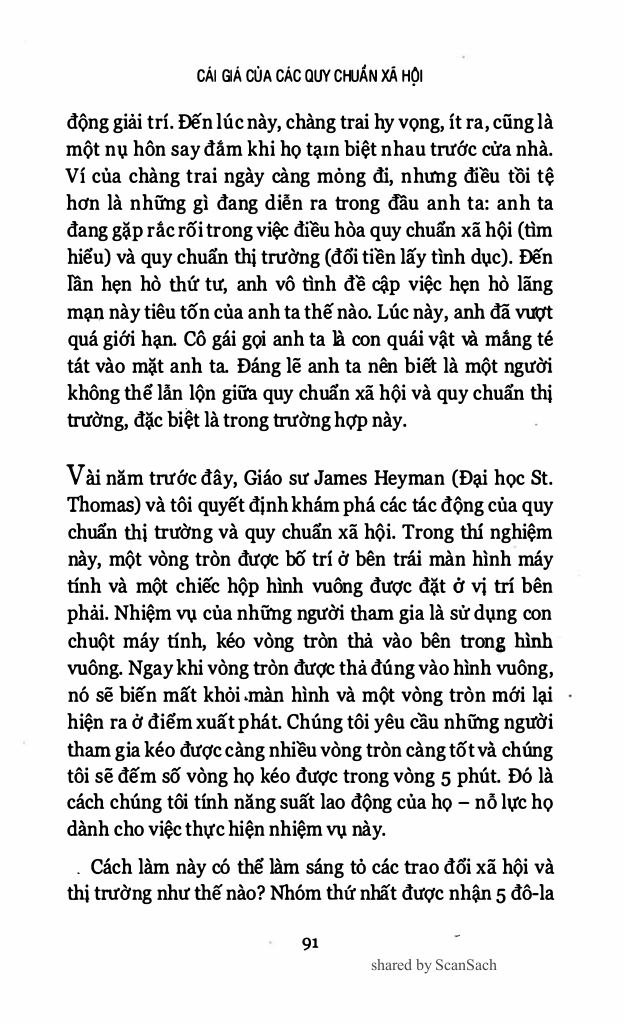 CÁI GIÁ CỦA CÁC QUY CHUẨN XÃ HỘI
động giải trí. Đến lúc này, chàng trai hy vọng, ít ra, cũng là
một nụ hôn say đắm khi họ tạm biệt nhau trước cửa nhà.
Ví của chàng trai ngày càng mỏng đi, nhưng điều tồi tệ
hơn là những gì đang diễn ra trong đầu anh ta: anh ta
đang gặp rắc rối trong việc điều hòa quy chuẩn xã hội (tìm
hiểu) và quy chuẩn thị trường (đổi tiền lấy tình dục). Đến
lần hẹn hò thứ tư, anh vô tình đề cập việc hẹn hò lãng
mạn này tiêu tốn của anh ta thế nào. Lúc này, anh đã vượt
quá giới hạn. Cô gái gọi anh ta là con quái vật và mắng té
tát vào mặt anh ta. Đáng lẽ anh ta nên biết là một người
không thể lẫn lộn giữa quy chuẩn xã hội và quy chuẩn thị
trường, đặc biệt là trong trường hợp này.
Vài năm trước đây, Giáo sư James Heyman (Đại học St.
Thomas) và tôi quyết định khám phá các tác động của quy
chuẩn thị trường và quy chuẩn xã hội. Trong thí nghiệm
này, một vòng tròn được bố trí ở bên trái màn hình máy
tính và một chiếc hộp hình vuông được đặt ở vị trí bên
phải. Nhiệm vụ của những người tham gia là sử dụng con
chuột máy tính, kéo vòng tròn thả vào bên trong hình
vuông. Ngay khi vòng tròn được thả đúng vào hình vuông,
nó sẽ biến mất khỏi màn hình và một vòng tròn mới lại
hiện ra ở điểm xuất phát. Chúng tôi yêu cầu những người
tham gia kéo được càng nhiều vòng tròn càng tốt và chúng
tôi sẽ đếm số vòng họ kéo được trong vòng 5 phút. Đó là
cách chúng tôi tính năng suất lao động của họ – nỗ lực họ
dành cho việc thực hiện nhiệm vụ này.
Cách làm này có thể làm sáng tỏ các trao đổi xã hội và
thị trường như thế nào? Nhóm thứ nhất được nhận 5 đô-la
91
shared by ScanSach